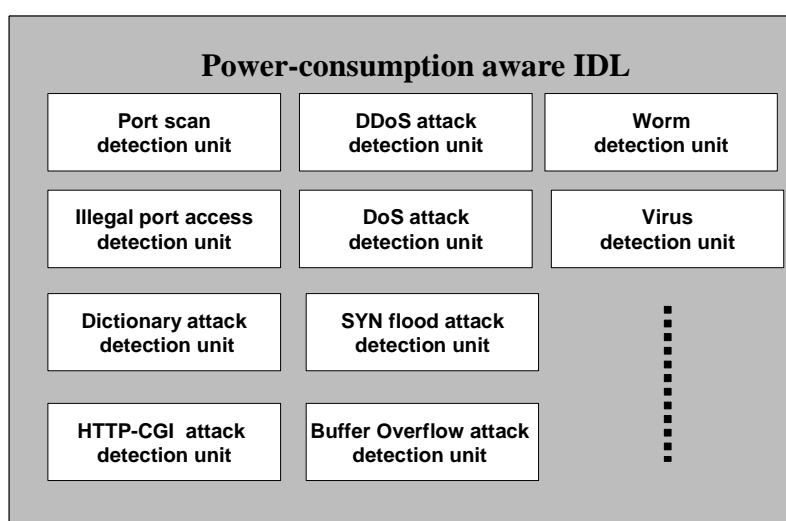 Power-consumption aware IDL
Port scan
detection unit
DDoS attack
detection unit
Worm
detection unit
Illegal port access
detection unit
DoS attack
detection unit
Virus
detection unit
Dictionary attack
detection unit
SYN flood attack
detection unit
HTTP-CGI attack
detection unit
Buffer Overflow attack
detection unit